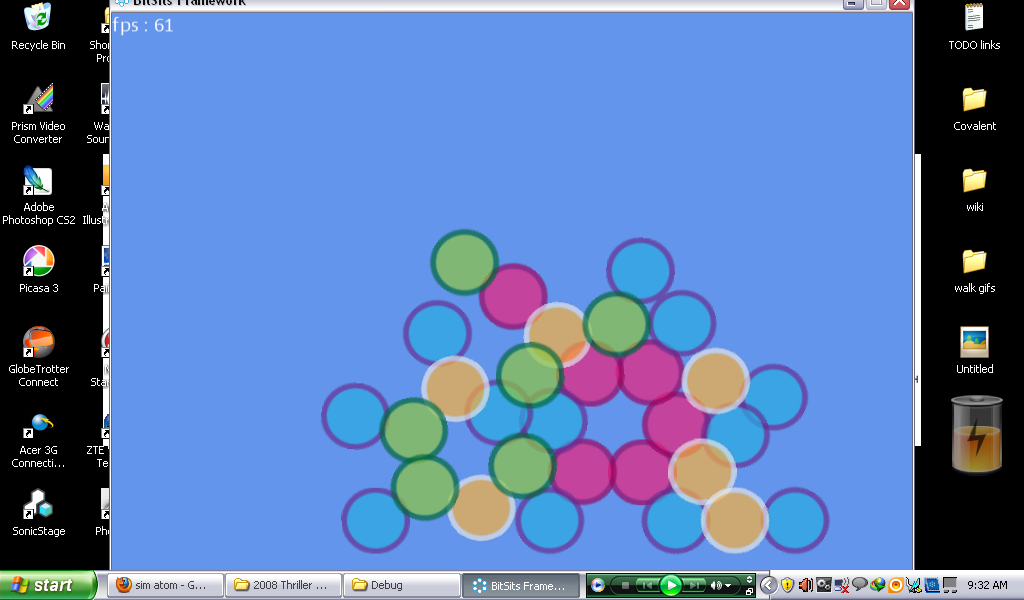 BitSits Framework
fps : 61
Recycle Bin
Prism Video
Converter
Adobe
Photoshop CS2
Illust
Picasa 3
GlobeTrotter
Connect
Acer 3G
Connecti...
ZTE
SonicStage
TODO links
Covalent
wiki
walk gifs
Untitled
start
sim atom - G...
2008 Thriller ...
Debug
BitSits Frame...
9:32 AM